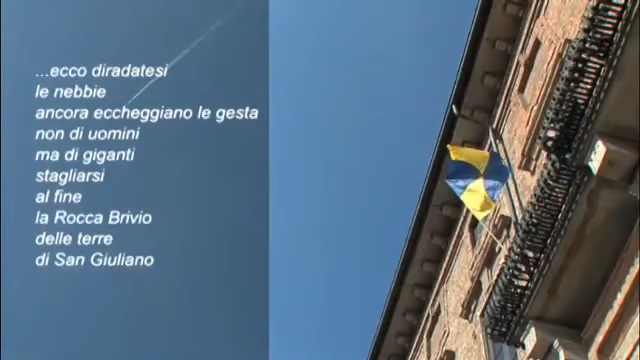 ...ecco diradatesi
le nebbie
ancora eccheggiano le gesta
non di uomini
ma di giganti
stagliarsi
al fine
la Rocca Brivio
delle terre
di San Giuliano